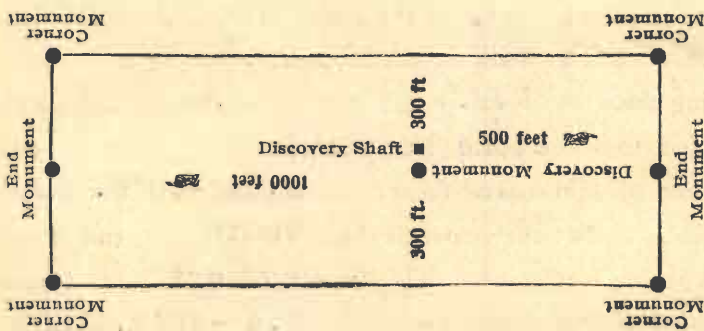 Corner
Monument
Corner
Monument
300 ft
500 feet
Discovery Shaft
End
Monument
Discovery Monument
End
Monument
1000 feet
300 ft.
Corner
Monument
Corner
Monument